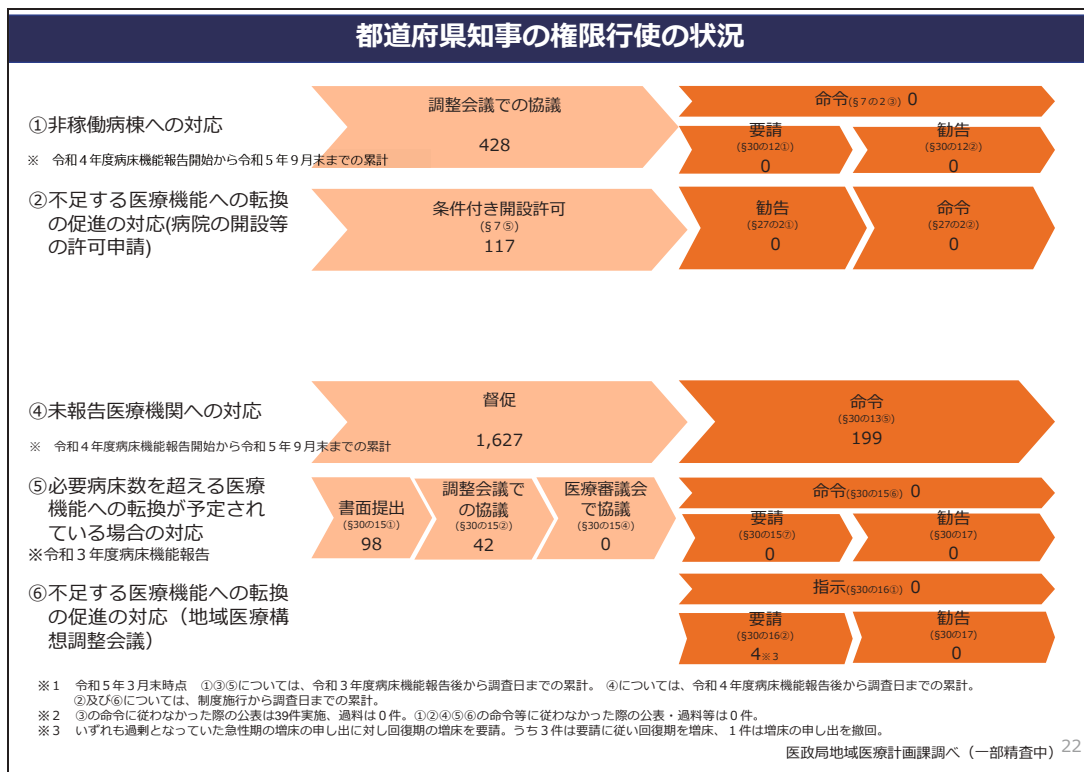 都道府県知事の権限行使の状況
①非稼働病棟への対応
※ 令和４年度病床機能報告開始から令和５年９月末までの累計
調整会議での協議
428
命令(§７の２③) 0
要請
(§30の12①)
0
勧告
(§30の12②)
0
②不足する医療機能への転換
の促進の対応(病院の開設等
の許可申請)
条件付き開設許可
(§７⑤)
117
勧告
(§27の2①)
0
命令
(§27の2②)
0
④未報告医療機関への対応
※ 令和４年度病床機能報告開始から令和５年９月末までの累計
督促
1,627
命令
(§30の13⑤)
199
⑤必要病床数を超える医療
機能への転換が予定され
ている場合の対応
※令和３年度病床機能報告
書面提出
(§30の15①)
98
調整会議で
の協議
(§30の15②)
42
医療審議会
で協議
(§30の15④)
0
命令(§30の15⑥) 0
要請
(§30の15⑦)
0
勧告
(§30の17)
0
⑥不足する医療機能への転換
の促進の対応（地域医療構
想調整会議）
指示(§30の16①) 0
要請
(§30の16②)
4※３
勧告
(§30の17)
0
※１ 令和５年３月末時点 ①③⑤については、令和３年度病床機能報告後から調査日までの累計。 ④については、令和４年度病床機能報告後から調査日までの累計。
②及び⑥については、制度施行から調査日までの累計。
※２ ③の命令に従わなかった際の公表は39件実施、過料は０件。①②④⑤⑥の命令等に従わなかった際の公表・過料等は０件。
※３ いずれも過剰となっていた急性期の増床の申し出に対し回復期の増床を要請。うち３件は要請に従い回復期を増床、１件は増床の申し出を撤回。
医政局地域医療計画課調べ（一部精査中）
22